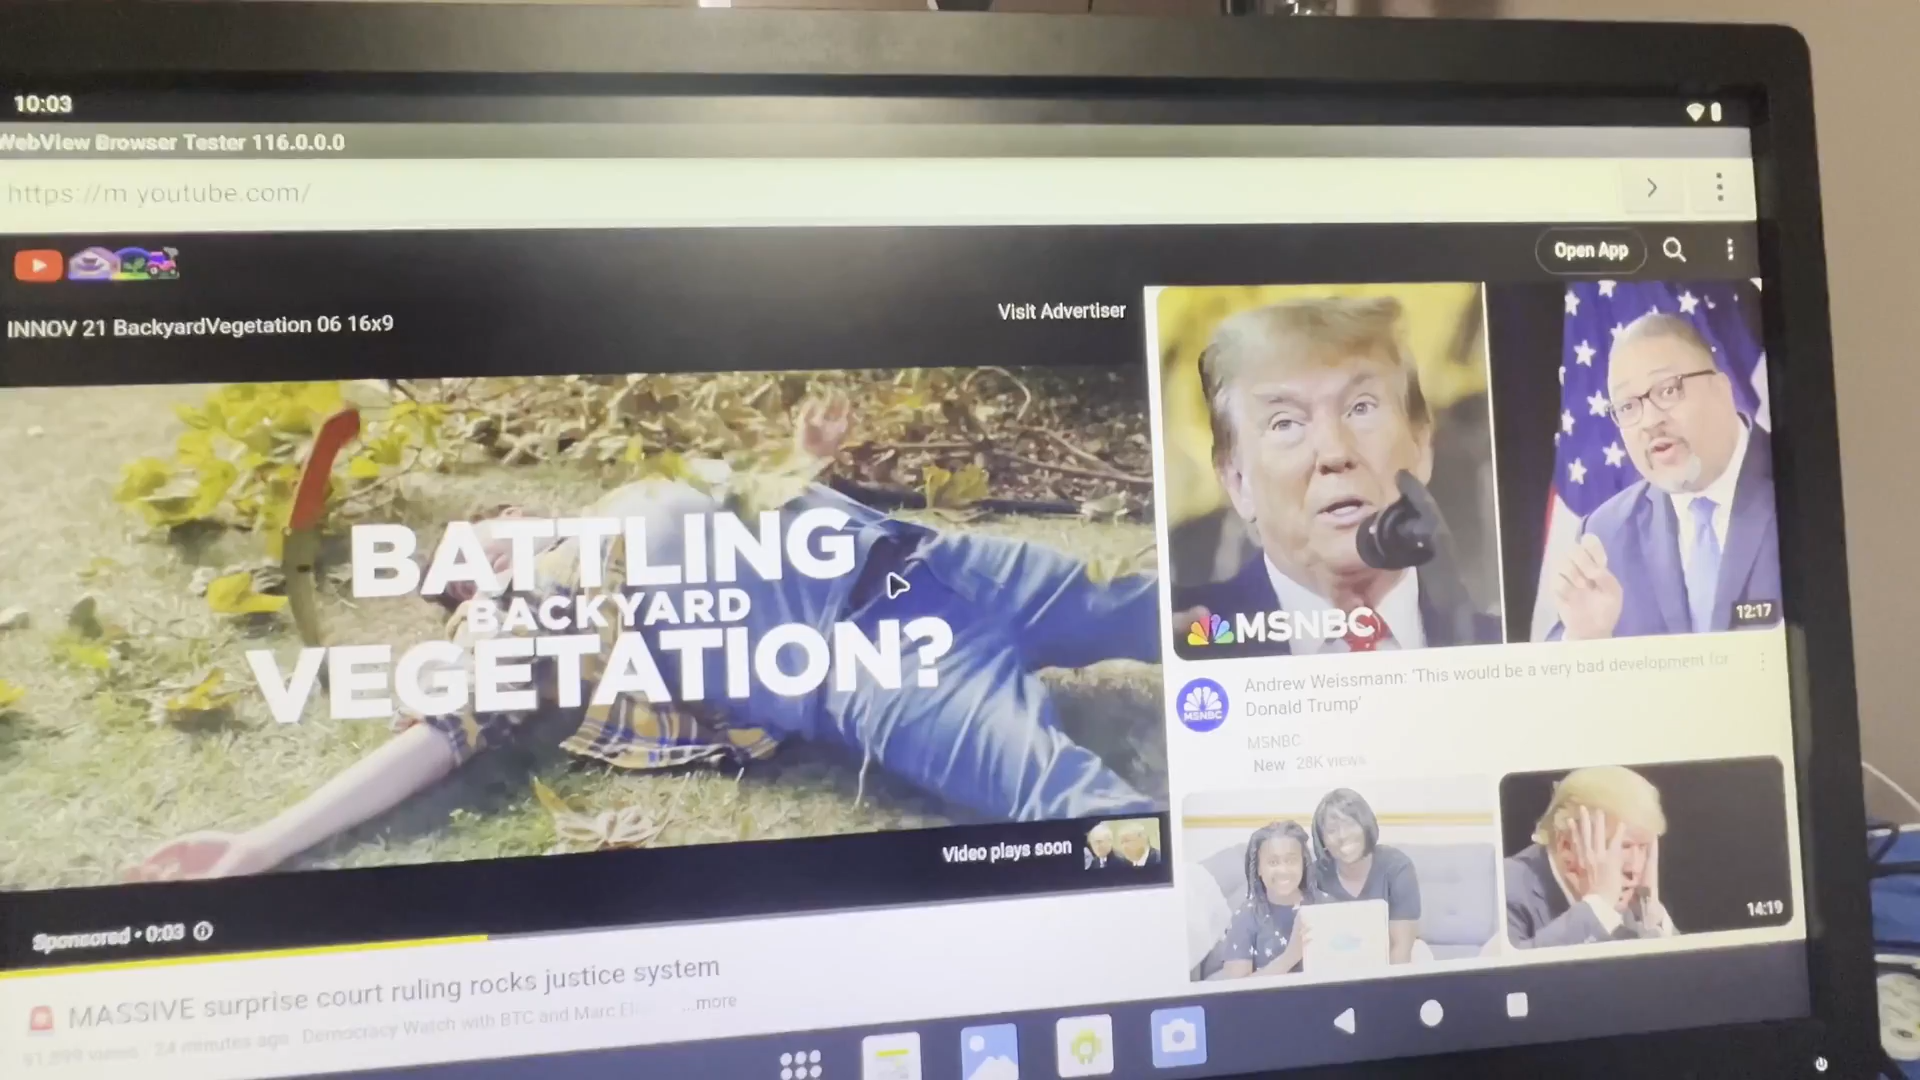 10:03
WebView Browser Tester 116.0.0.0
https://m.youtube.com/
Open App
INNOV 21 BackyardVegetation 06 16x9
Visit Advertiser
BATTLING
BACKYARD
VEGETATION?
Video plays soon
Sponsored • 0:03
MASSIVE surprise court ruling rocks justice system
24 minutes ago Democracy Watch with BTC and Marc
...more
MSNBC
12:17
MSNBC
Andrew Weissmann: 'This would be a very bad development for
Donald Trump'
MSNBC
New 28K views
14:19